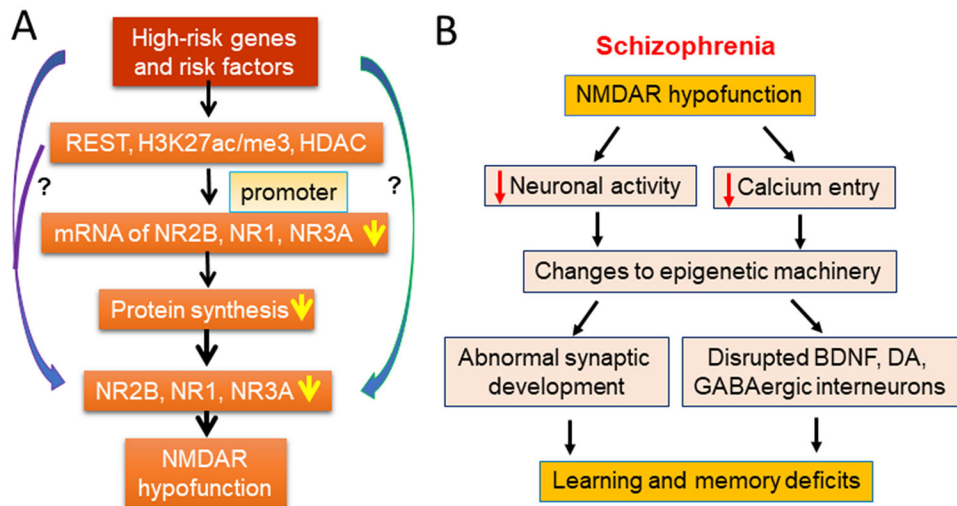 A
High-risk genes
and risk factors
REST, H3K27ac/me3, HDAC
?
?
promoter
mRNA of NR2B, NR1, NR3A
Protein synthesis
NR2B, NR1, NR3A
NMDAR
hypofunction
B
Schizophrenia
NMDAR hypofunction
Neuronal activity
Calcium entry
Changes to epigenetic machinery
Abnormal synaptic
development
Disrupted BDNF, DA,
GABAergic interneurons
Learning and memory deficits